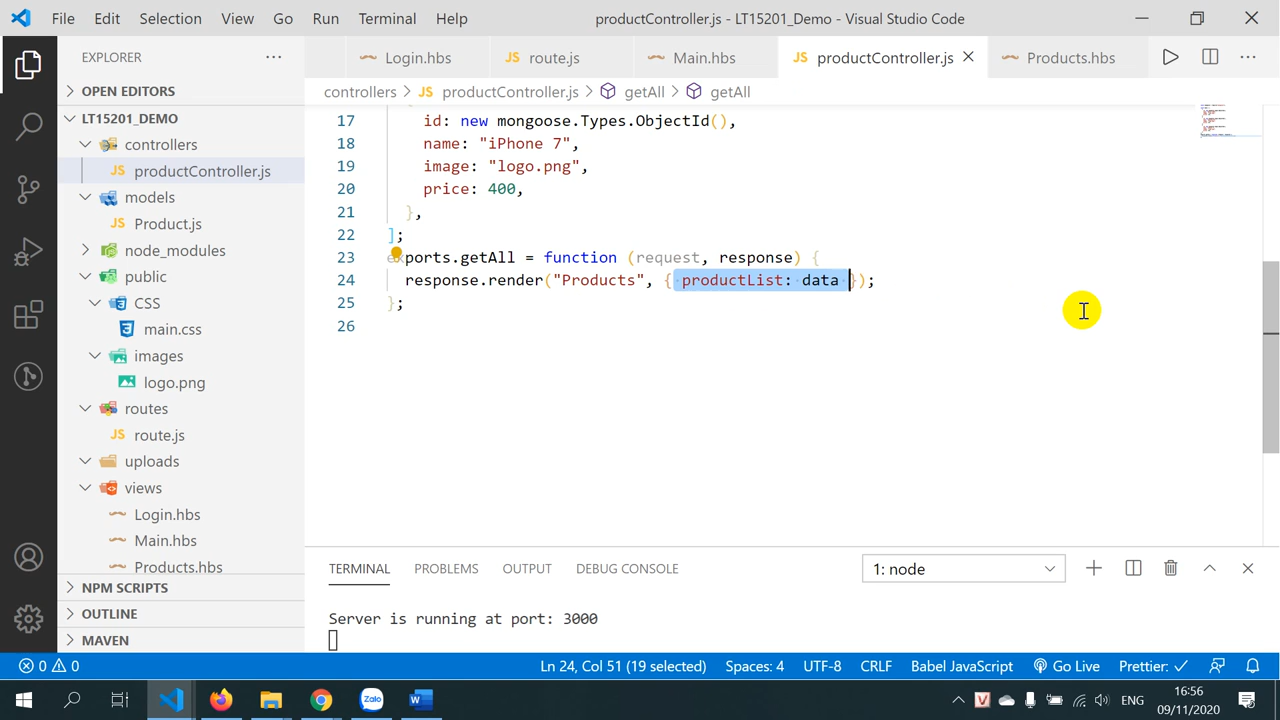 File Edit Selection View Go Run Terminal Help productController.js - LT15201_Demo - Visual Studio Code
EXPLORER
Login.hbs route.js Main.hbs productController.js Products.hbs
OPEN EDITORS
controllers > JS productController.js > getAll > getAll
LT15201_DEMO
controllers
JS productController.js
models
JS Product.js
node_modules
public
CSS
main.css
images
logo.png
routes
JS route.js
uploads
views
Login.hbs
Main.hbs
Products.hbs
NPM SCRIPTS
OUTLINE
MAVEN
17 id: new mongoose.Types.ObjectId(),
18 name: "iPhone 7",
19 image: "logo.png",
20 price: 400,
21 },
22 ];
23 exports.getAll = function (request, response) {
24 response.render("Products", { productList: data });
25 };
26
TERMINAL PROBLEMS OUTPUT DEBUG CONSOLE 1: node
Server is running at port: 3000
0 0 Ln 24, Col 51 (19 selected) Spaces: 4 UTF-8 CRLF Babel JavaScript Go Live Prettier: ✓
Zalo ENG 16:56
09/11/2020